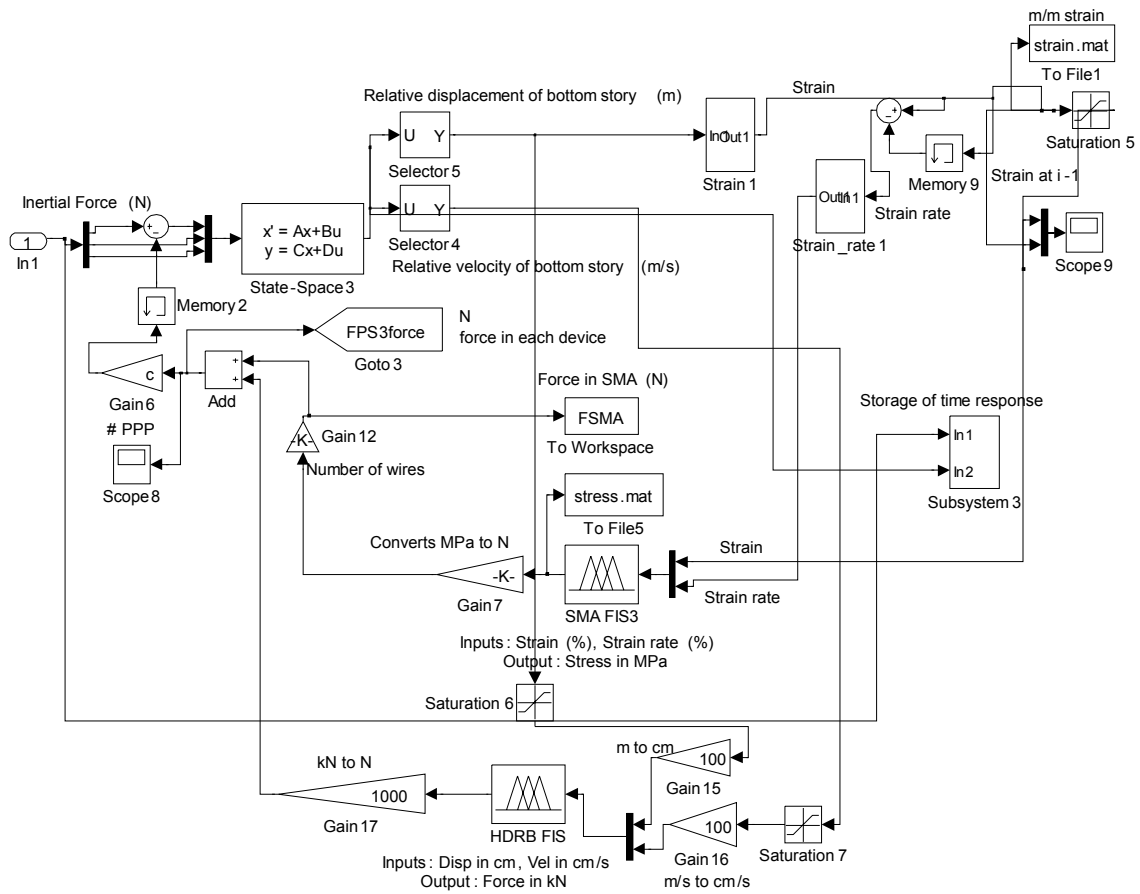 m/m strain
strain.mat
To File1
Strain
Relative displacement of bottom story (m)
U Y
Selector 5
In1
Out1
Strain 1
-
+
Saturation 5
Memory 9
Strain at i -1
Out1
In1
Strain rate
Strain _rate 1
Scope 9
Inertial Force (N)
1
In1
+
-
x' = Ax+Bu
y = Cx+Du
State-Space 3
U Y
Selector 4
Relative velocity of bottom story (m/s)
Memory 2
FPS3force
Goto 3
N
force in each device
c
Gain 6
# PPP
+
+
Add
Scope 8
Force in SMA (N)
FSMA
To Workspace
-K-
Gain 12
Number of wires
Storage of time response
In1
In2
Subsystem 3
stress.mat
To File5
Converts MPa to N
-K-
Gain 7
SMA FIS3
Strain
Strain rate
Inputs : Strain (%), Strain rate (%)
Output : Stress in MPa
Saturation 6
m to cm
100
Gain 15
kN to N
1000
Gain 17
HDRB FIS
100
Gain 16
m/s to cm/s
Saturation 7
Inputs : Disp in cm , Vel in cm/s
Output : Force in kN